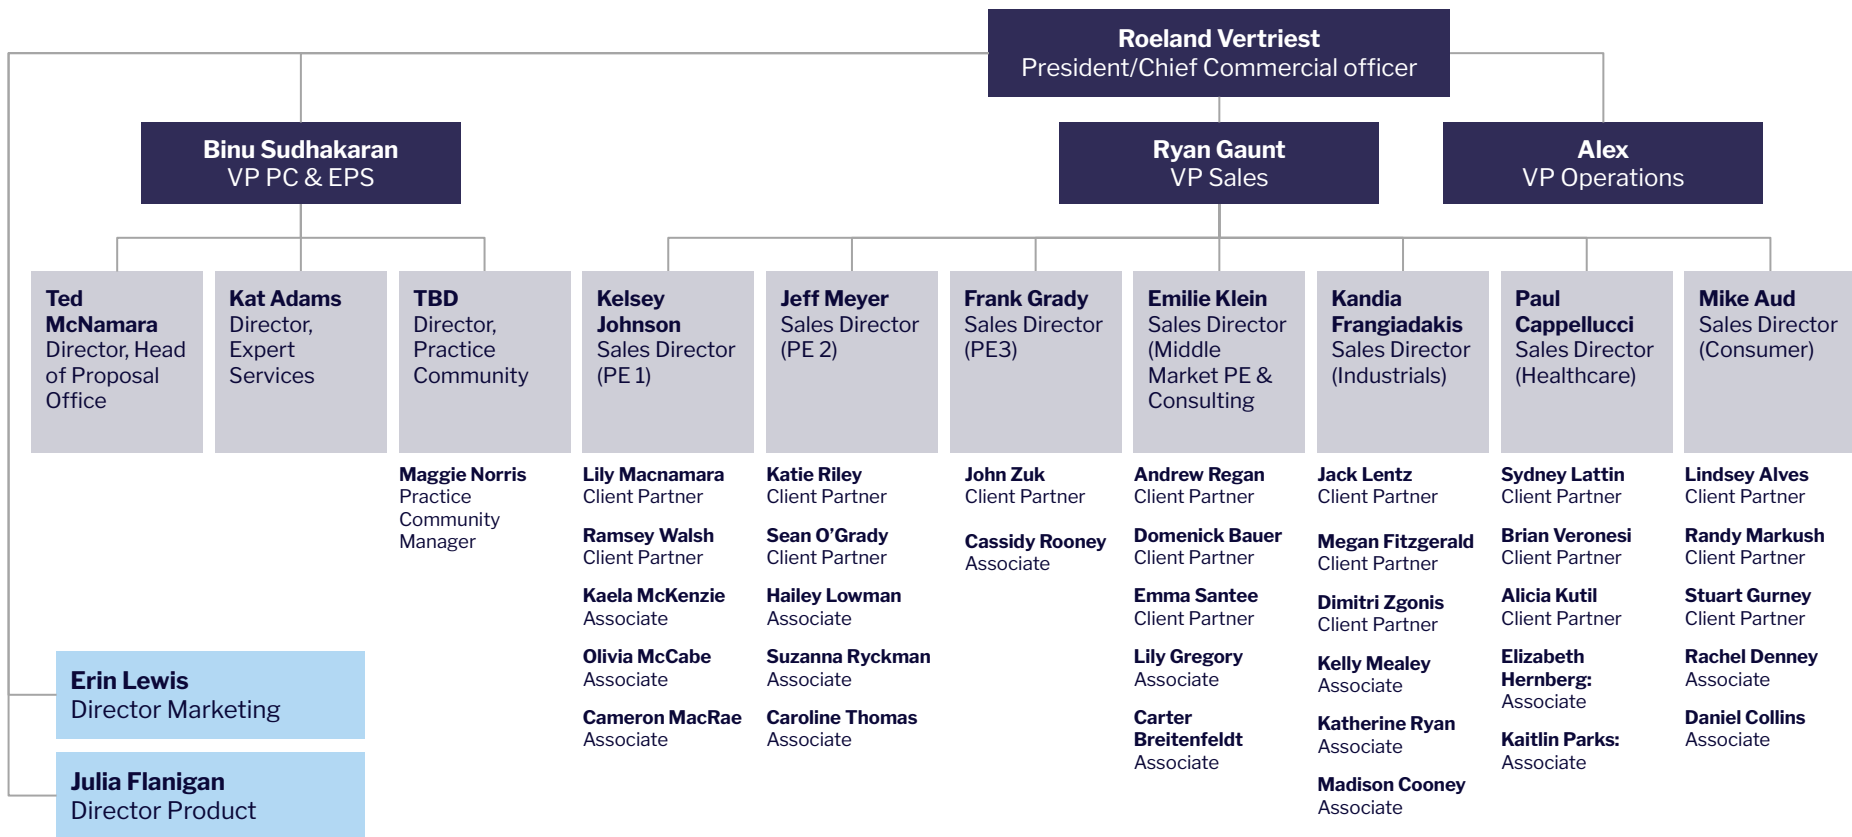 Roeland Vertriest
President/Chief Commercial officer
Binu Sudhakaran
VP PC & EPS
Ryan Gaunt
VP Sales
Alex
VP Operations
Ted
McNamara
Director, Head
of Proposal
Office
Kat Adams
Director,
Expert
Services
TBD
Director,
Practice
Community
Kelsey
Johnson
Sales Director
(PE 1)
Jeff Meyer
Sales Director
(PE 2)
Frank Grady
Sales Director
(PE3)
Emilie Klein
Sales Director
(Middle
Market PE &
Consulting
Kandia
Frangiadakis
Sales Director
(Industrials)
Paul
Cappellucci
Sales Director
(Healthcare)
Mike Aud
Sales Director
(Consumer)
Maggie Norris
Practice
Community
Manager
Lily Macnamara
Client Partner
Ramsey Walsh
Client Partner
Kaela McKenzie
Associate
Olivia McCabe
Associate
Cameron MacRae
Associate
Katie Riley
Client Partner
Sean O’Grady
Client Partner
Hailey Lowman
Associate
Suzanna Ryckman
Associate
Caroline Thomas
Associate
John Zuk
Client Partner
Cassidy Rooney
Associate
Andrew Regan
Client Partner
Domenick Bauer
Client Partner
Emma Santee
Client Partner
Lily Gregory
Associate
Carter
Breitenfeldt
Associate
Jack Lentz
Client Partner
Megan Fitzgerald
Client Partner
Dimitri Zgonis
Client Partner
Kelly Mealey
Associate
Katherine Ryan
Associate
Madison Cooney
Associate
Sydney Lattin
Client Partner
Brian Veronesi
Client Partner
Alicia Kutil
Client Partner
Elizabeth
Hernberg:
Associate
Kaitlin Parks:
Associate
Lindsey Alves
Client Partner
Randy Markush
Client Partner
Stuart Gurney
Client Partner
Rachel Denney
Associate
Daniel Collins
Associate
Erin Lewis
Director Marketing
Julia Flanigan
Director Product